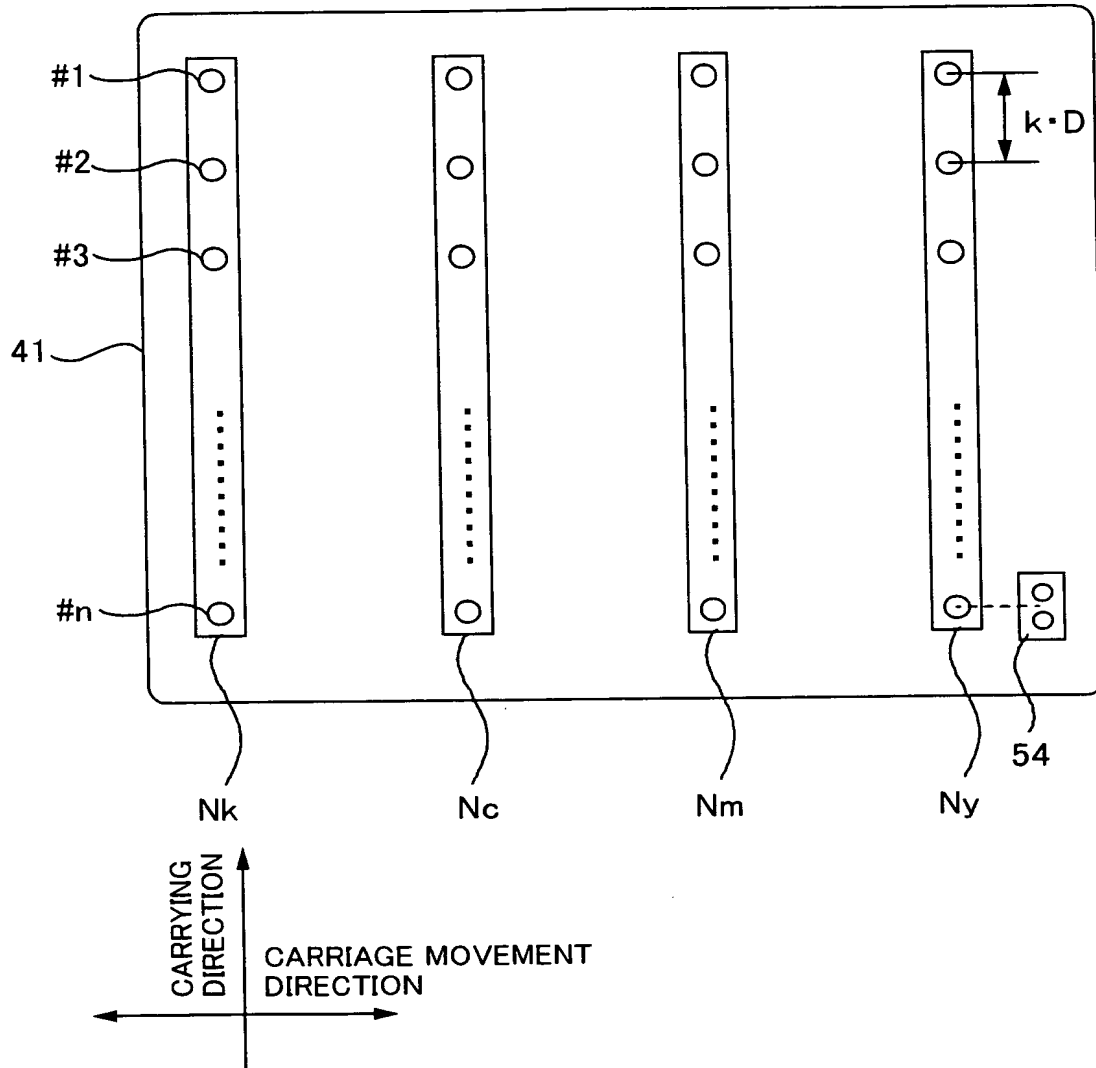 #1
#2
#3
k·D
41
#n
54
Nk
Nc
Nm
Ny
CARRYING
DIRECTION
CARRIAGE MOVEMENT
DIRECTION